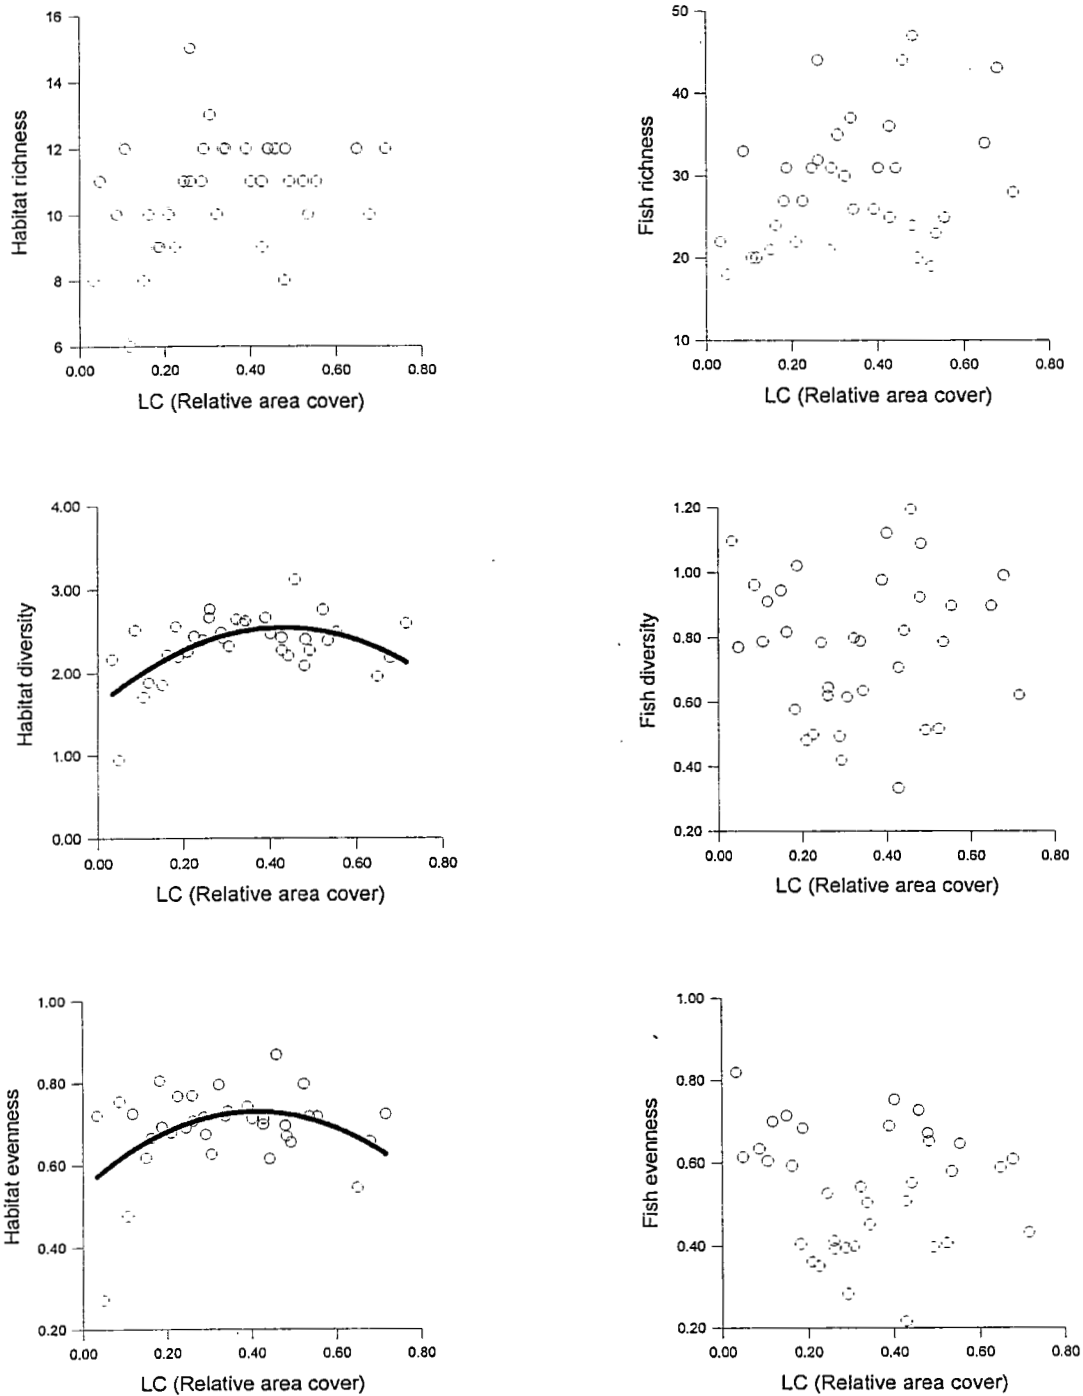 16
14
12
10
8
6
Habitat richness
0.00 0.20 0.40 0.60 0.80
LC (Relative area cover)
50
40
30
20
10
Fish richness
0.00 0.20 0.40 0.60 0.80
LC (Relative area cover)
4.00
3.00
2.00
1.00
0.00
Habitat diversity
0.00 0.20 0.40 0.60 0.80
LC (Relative area cover)
1.20
1.00
0.80
0.60
0.40
0.20
Fish diversity
0.00 0.20 0.40 0.60 0.80
LC (Relative area cover)
1.00
0.80
0.60
0.40
0.20
Habitat evenness
0.00 0.20 0.40 0.60 0.80
LC (Relative area cover)
1.00
0.80
0.60
0.40
0.20
Fish evenness
0.00 0.20 0.40 0.60 0.80
LC (Relative area cover)